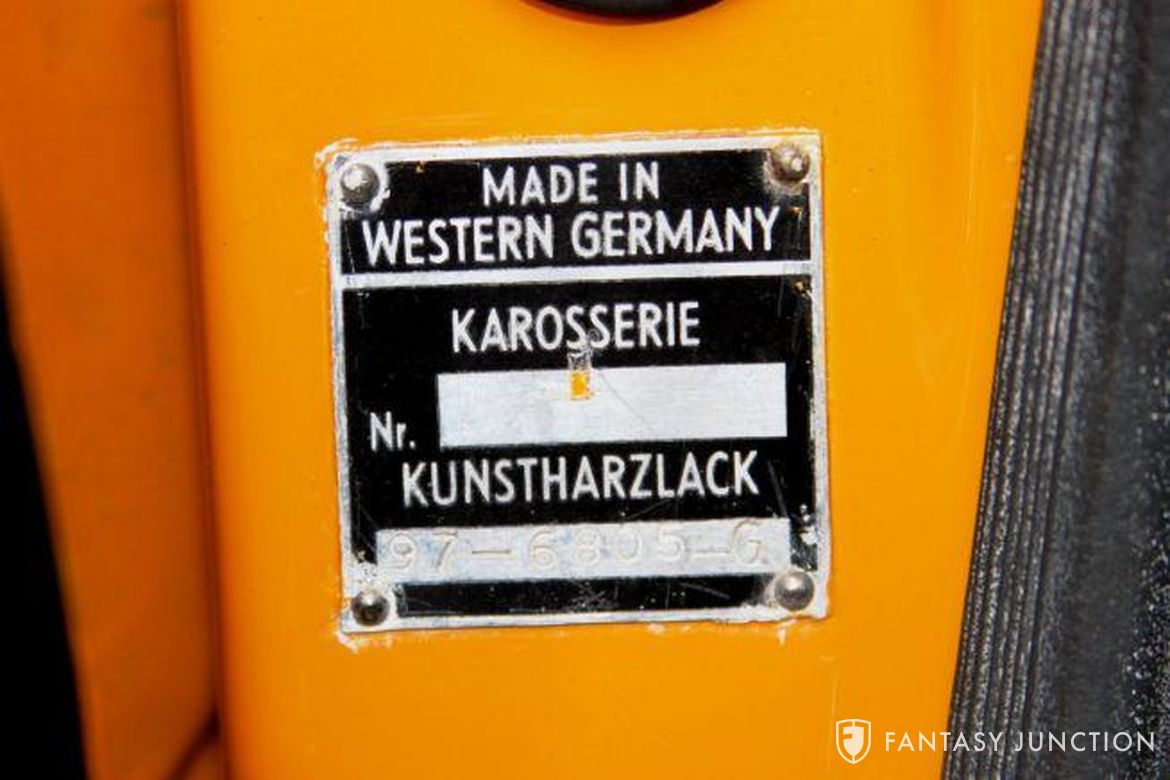 MADE IN
WESTERN GERMANY
KAROSSERIE
Nr.
KUNSTHARZLACK
97-6805-G
FANTASY JUNCTION